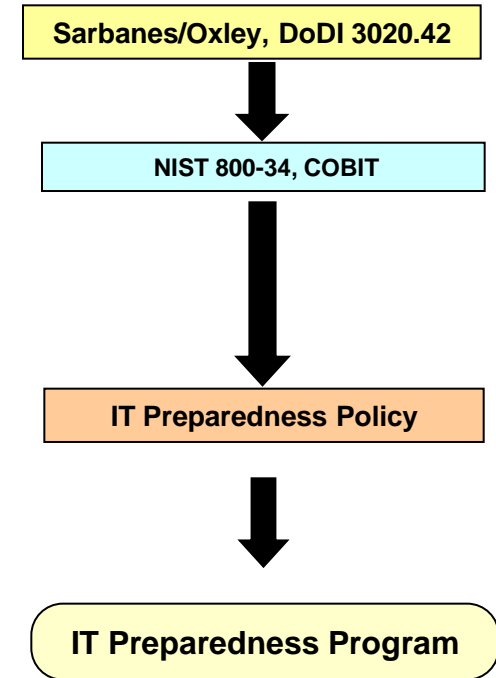 Sarbanes/Oxley, DoDI 3020.42
NIST 800-34, COBIT
IT Preparedness Policy
IT Preparedness Program